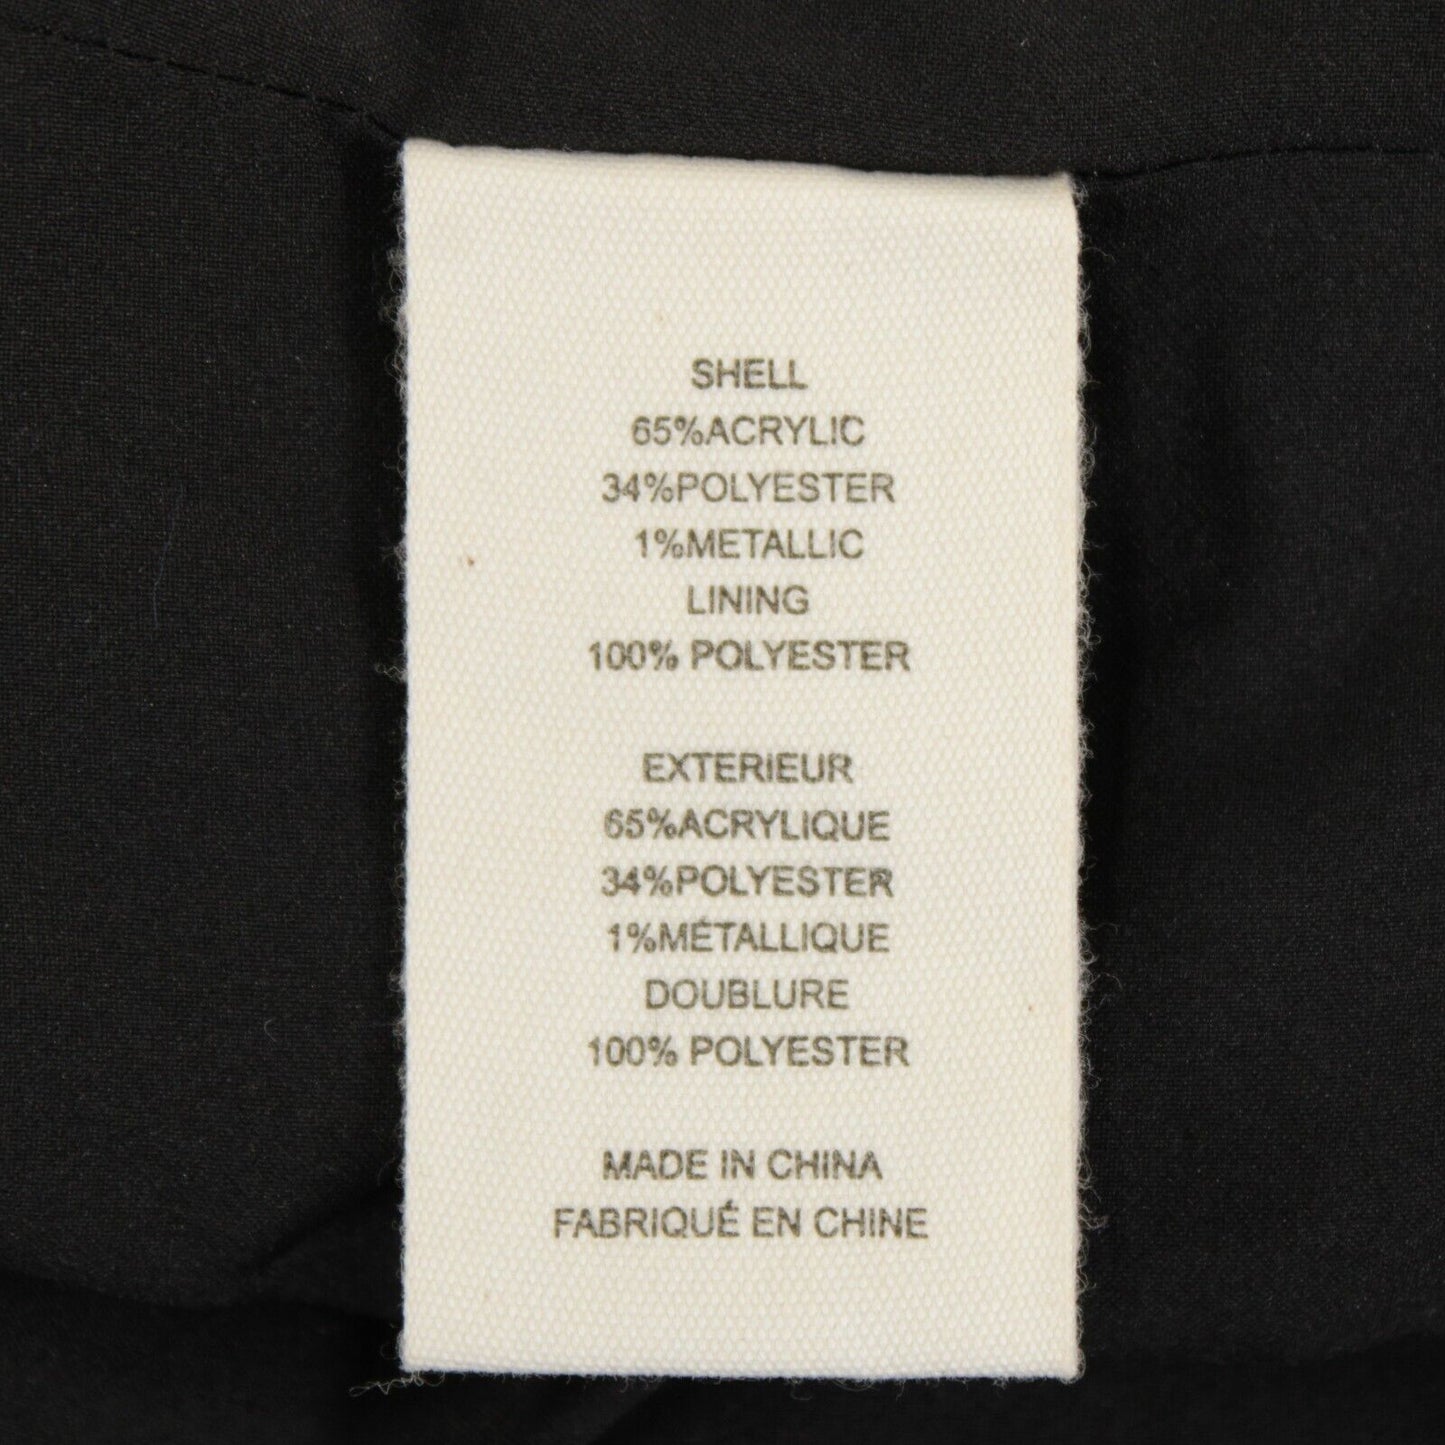 SHELL
65%ACRYLIC
34%POLYESTER
1%METALLIC
LINING
100% POLYESTER
EXTERIEUR
65%ACRYLIQUE
34%POLYESTER
1%MÉTALLIQUE
DOUBLURE
100% POLYESTER
MADE IN CHINA
FABRIQUÉ EN CHINE